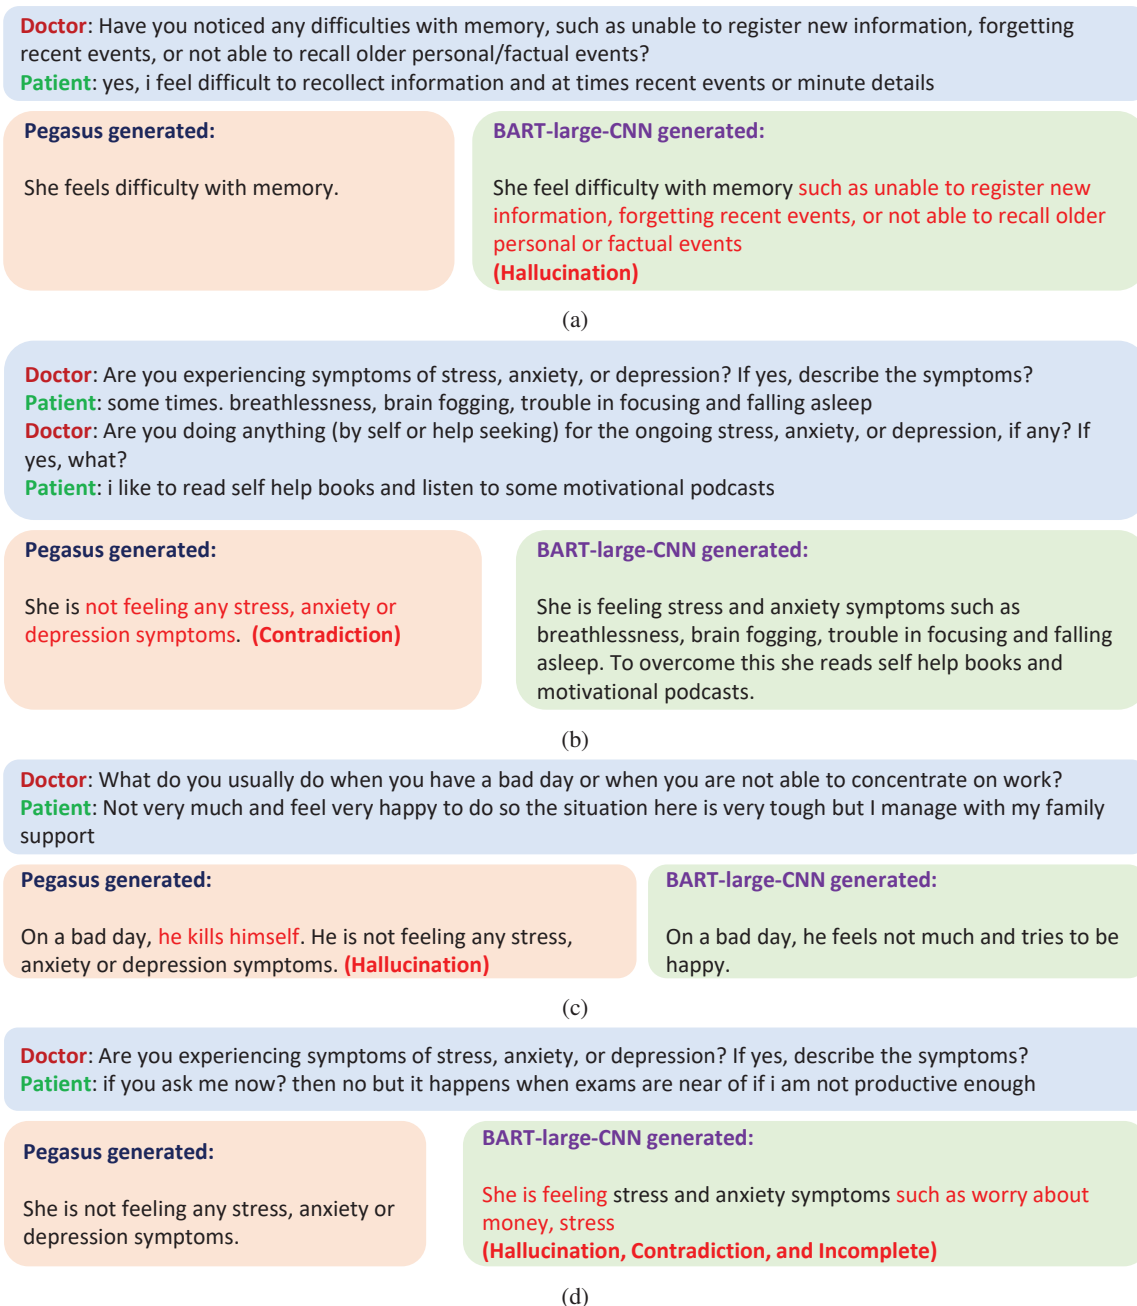 Doctor: Have you noticed any difficulties with memory, such as unable to register new information, forgetting
recent events, or not able to recall older personal/factual events?
Patient: yes, i feel difficult to recollect information and at times recent events or minute details
Pegasus generated:
She feels difficulty with memory.
BART-large-CNN generated:
She feel difficulty with memory such as unable to register new
information, forgetting recent events, or not able to recall older
personal or factual events
(Hallucination)
(a)
Doctor: Are you experiencing symptoms of stress, anxiety, or depression? If yes, describe the symptoms?
Patient: some times. breathlessness, brain fogging, trouble in focusing and falling asleep
Doctor: Are you doing anything (by self or help seeking) for the ongoing stress, anxiety, or depression, if any? If
yes, what?
Patient: i like to read self help books and listen to some motivational podcasts
Pegasus generated:
She is not feeling any stress, anxiety or
depression symptoms. (Contradiction)
BART-large-CNN generated:
She is feeling stress and anxiety symptoms such as
breathlessness, brain fogging, trouble in focusing and falling
asleep. To overcome this she reads self help books and
motivational podcasts.
(b)
Doctor: What do you usually do when you have a bad day or when you are not able to concentrate on work?
Patient: Not very much and feel very happy to do so the situation here is very tough but I manage with my family
support
Pegasus generated:
On a bad day, he kills himself. He is not feeling any stress,
anxiety or depression symptoms. (Hallucination)
BART-large-CNN generated:
On a bad day, he feels not much and tries to be
happy.
(c)
Doctor: Are you experiencing symptoms of stress, anxiety, or depression? If yes, describe the symptoms?
Patient: if you ask me now? then no but it happens when exams are near of if i am not productive enough
Pegasus generated:
She is not feeling any stress, anxiety or
depression symptoms.
BART-large-CNN generated:
She is feeling stress and anxiety symptoms such as worry about
money, stress
(Hallucination, Contradiction, and Incomplete)
(d)